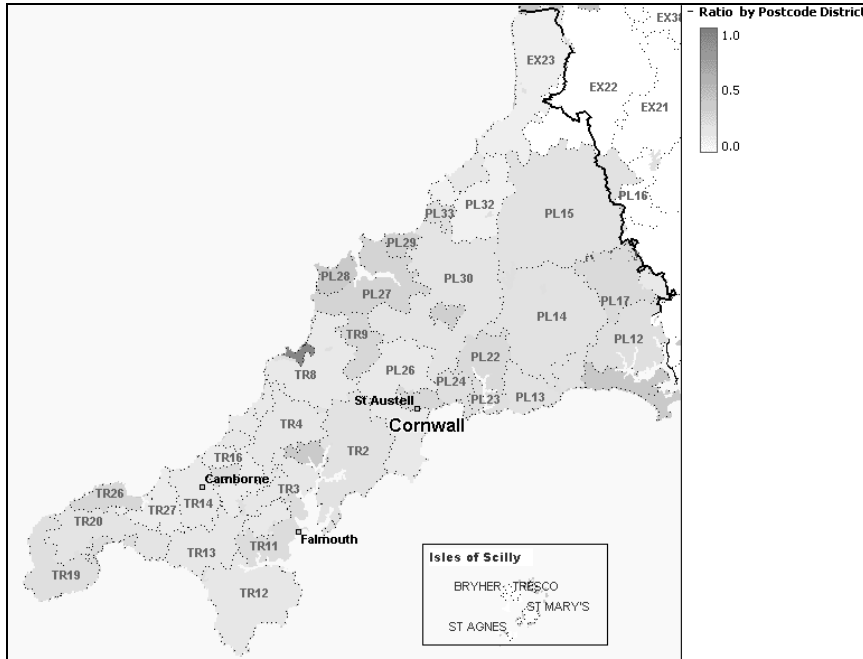 Ratio by Postcode District
1.0
0.5
0.0
EX38
EX23
EX22
EX21
PL16
PL32
PL33
PL15
PL29
PL28
PL27
PL30
PL17
PL14
TR9
PL12
PL22
TR8
PL26
PL24
St Austell
PL23
PL13
Cornwall
TR4
TR2
TR16
Camborne
TR3
TR26
TR14
TR27
TR20
Falmouth
TR11
TR13
TR19
TR12
Isles of Scilly
BRYHER
TRESCO
ST MARY'S
ST AGNES